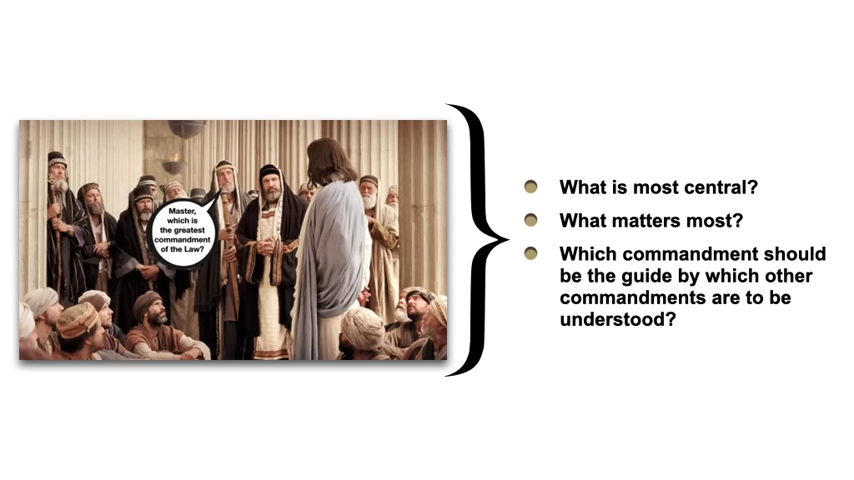 Master,
which is
the greatest
commandment
of the Law?
What is most central?
What matters most?
Which commandment should
be the guide by which other
commandments are to be
understood?